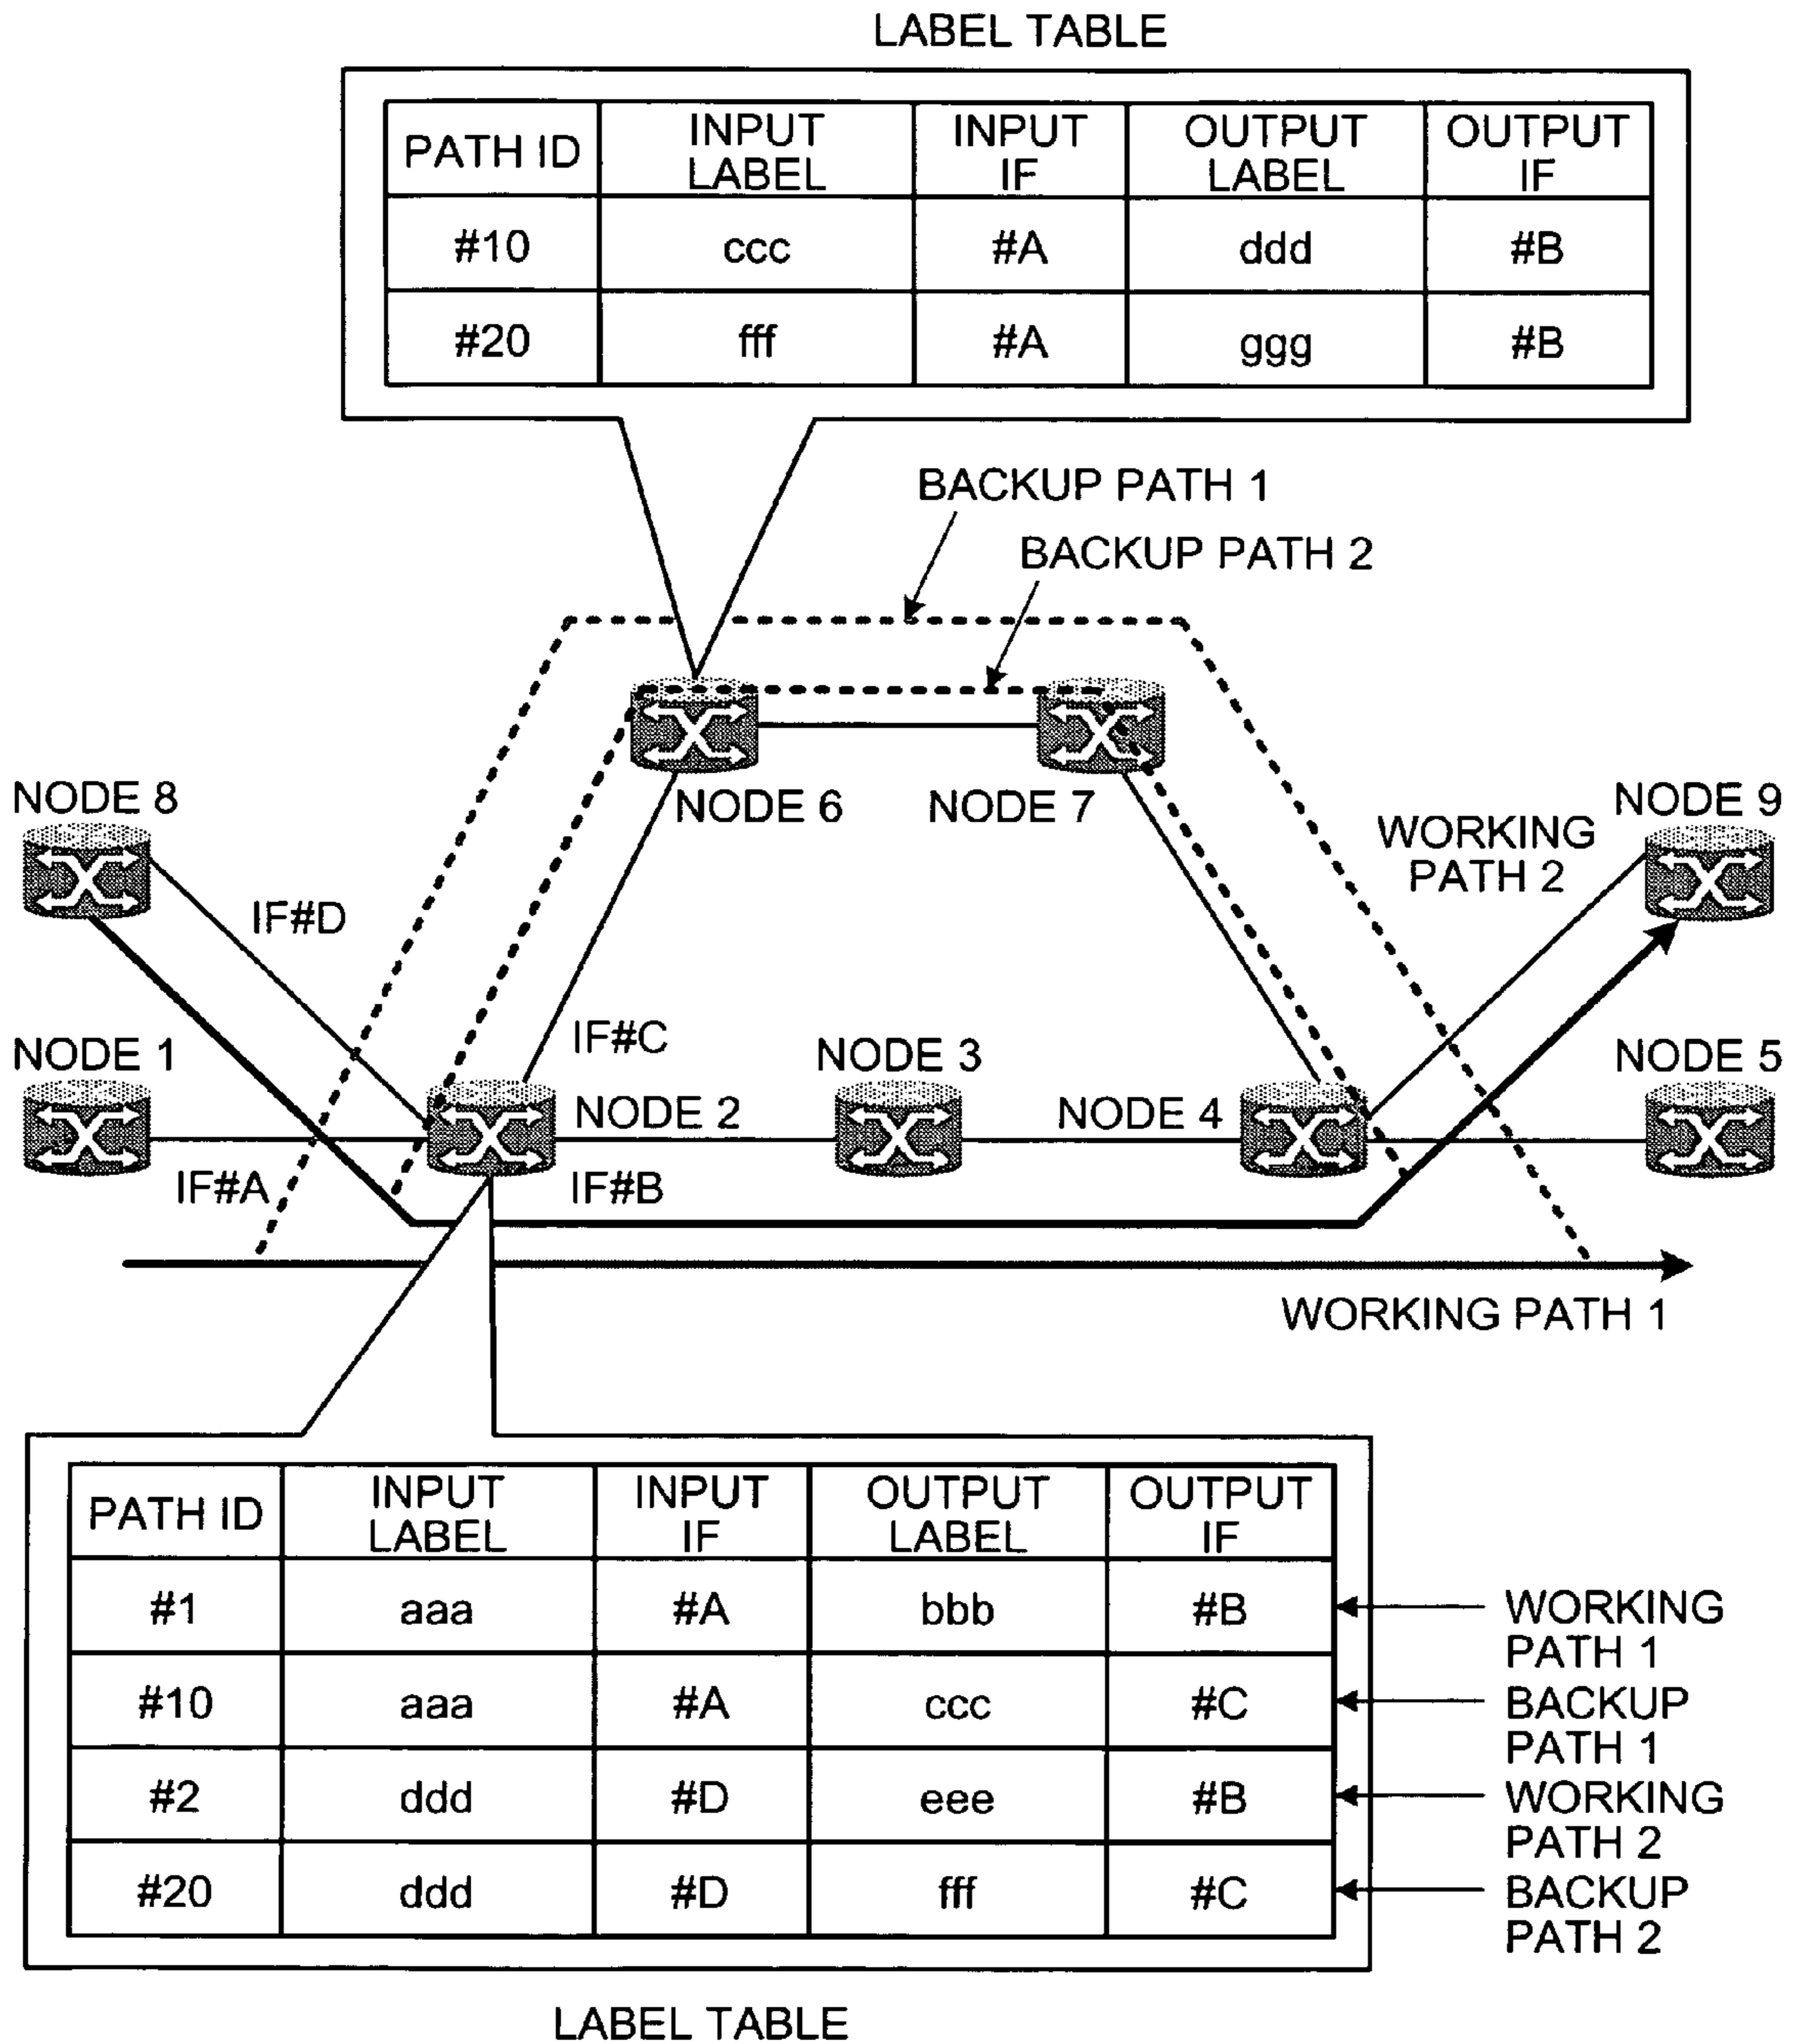 LABEL TABLE
PATH ID INPUT LABEL INPUT IF OUTPUT LABEL OUTPUT IF
#10 ccc #A ddd #B
#20 fff #A ggg #B
BACKUP PATH 1
BACKUP PATH 2
NODE 8
NODE 6
NODE 7
NODE 9
WORKING
PATH 2
IF#D
IF#C
NODE 1
NODE 3
NODE 5
NODE 2
NODE 4
IF#A
IF#B
WORKING PATH 1
PATH ID INPUT LABEL INPUT IF OUTPUT LABEL OUTPUT IF
#1 aaa #A bbb #B
WORKING
PATH 1
#10 aaa #A ccc #C
BACKUP
PATH 1
#2 ddd #D eee #B
WORKING
PATH 2
#20 ddd #D fff #C
BACKUP
PATH 2
LABEL TABLE